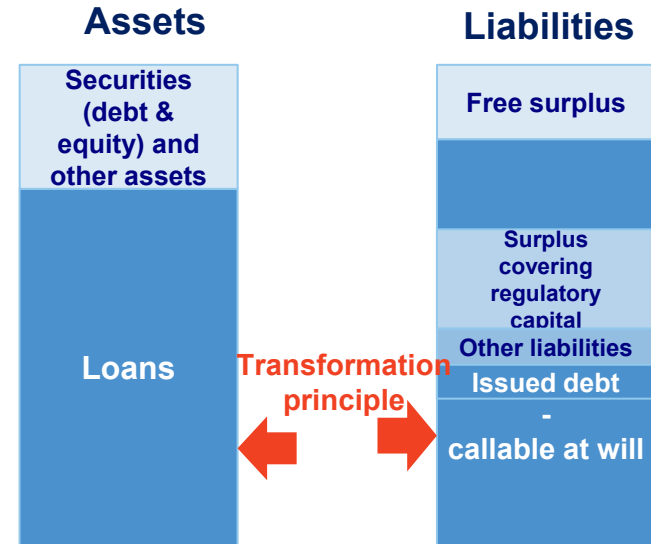 Assets
Securities
(debt &
equity) and
other assets
Loans
Transformation
principle
Liabilities
Free surplus
Surplus
covering
regulatory
capital
Other liabilities
Issued debt
-
callable at will